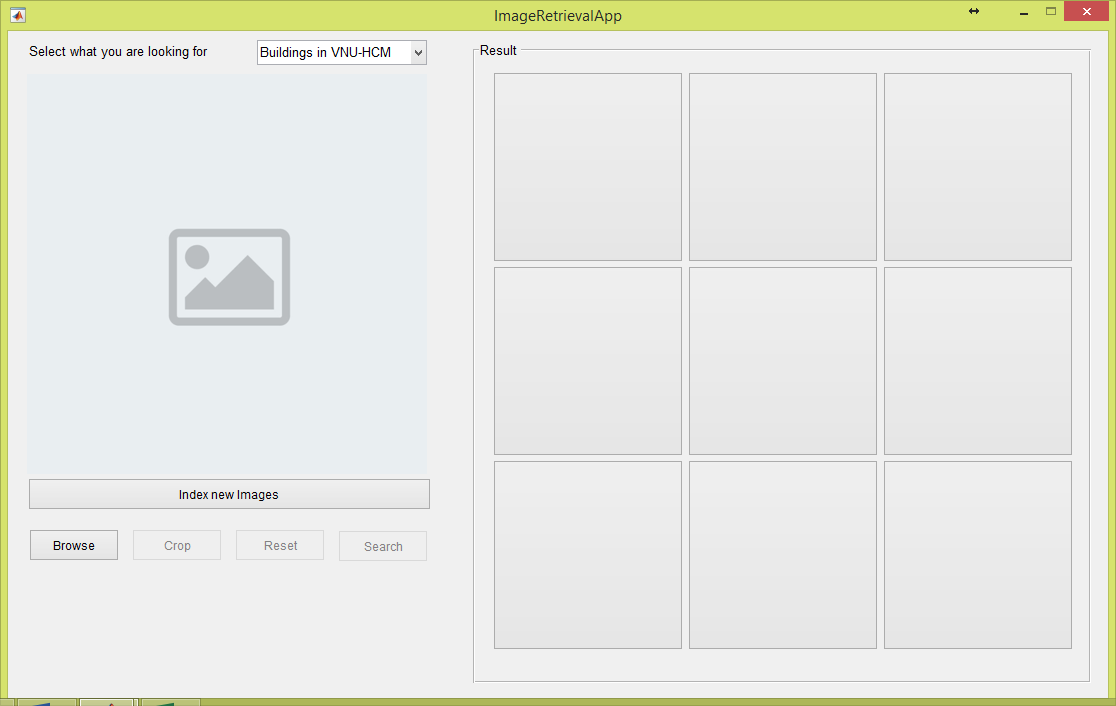 ImageRetrievalApp
Select what you are looking for
Buildings in VNU-HCM
Result
Index new Images
Browse
Crop
Reset
Search